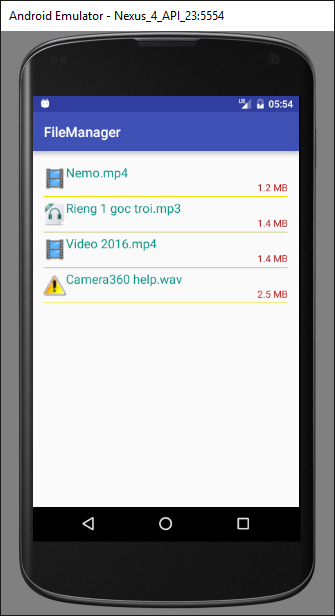 Android Emulator - Nexus_4_API_23:5554
LTE 05:54
FileManager
Nemo.mp4
1.2 MB
Rieng 1 goc troi.mp3
1.4 MB
Video 2016.mp4
1.4 MB
Camera360 help.wav
2.5 MB